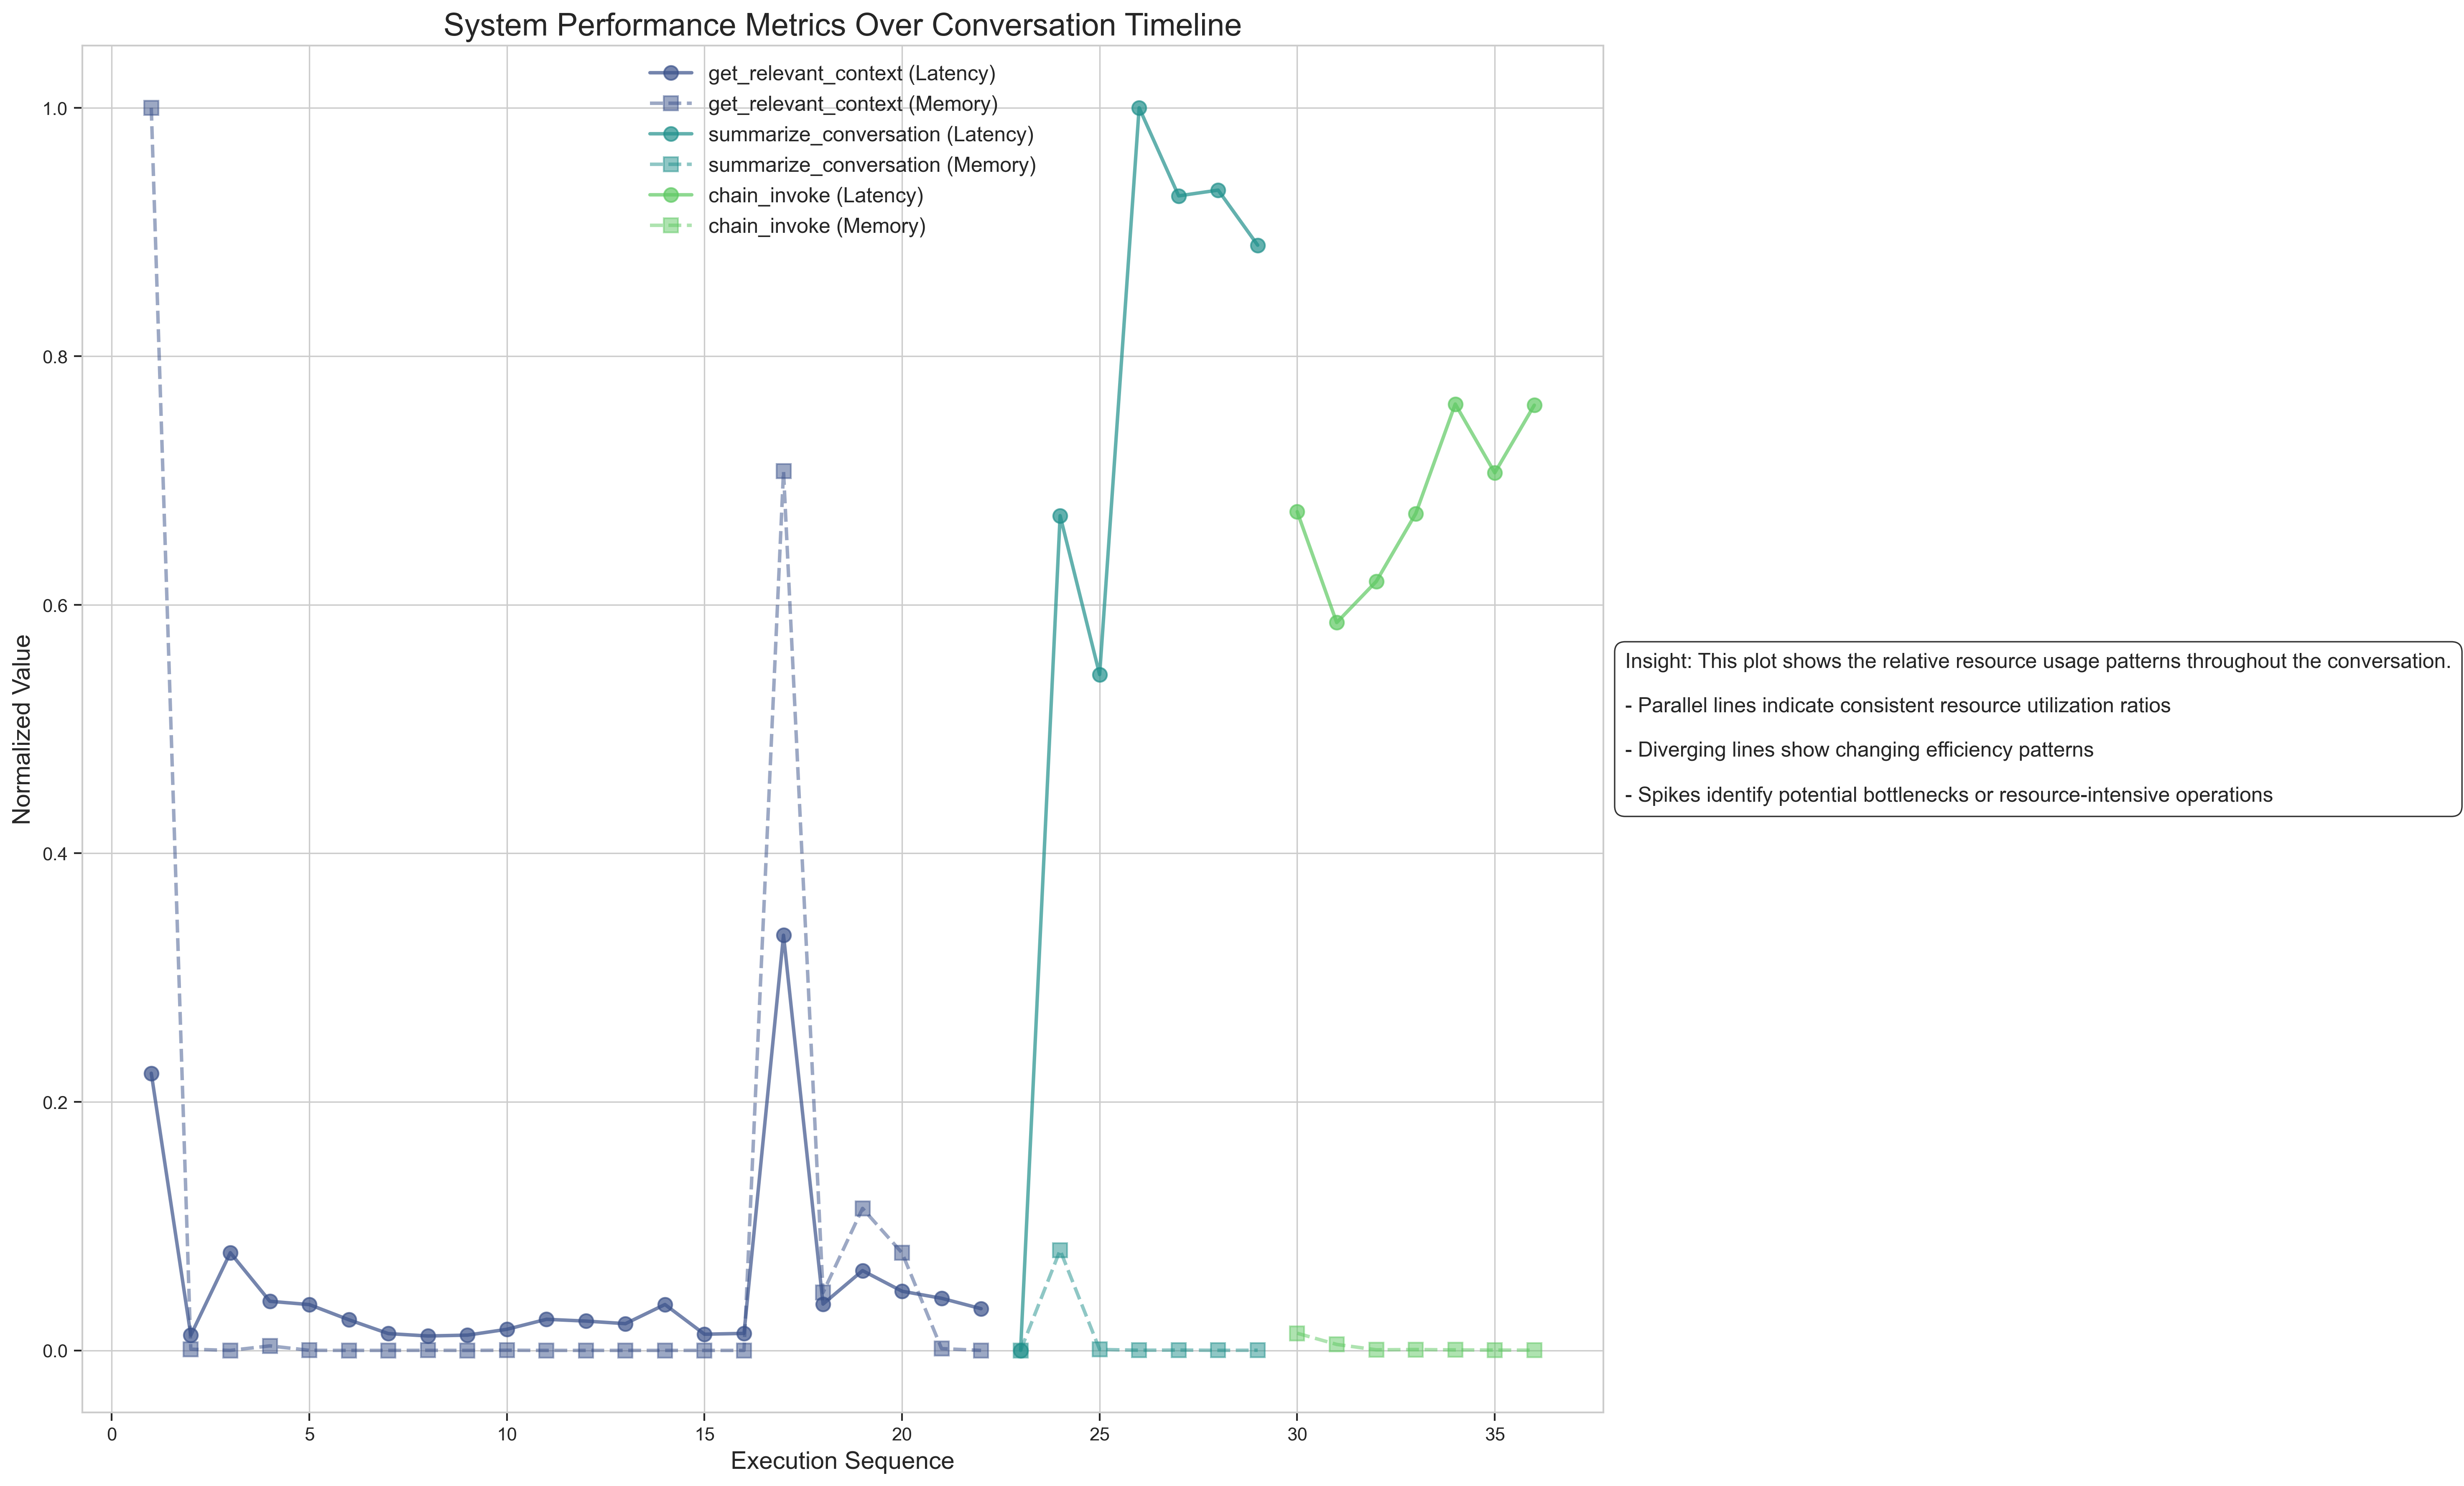 System Performance Metrics Over Conversation Timeline
get_relevant_context (Latency)
get_relevant_context (Memory)
summarize_conversation (Latency)
summarize_conversation (Memory)
chain_invoke (Latency)
chain_invoke (Memory)
Normalized Value
1.0
0.8
0.6
0.4
0.2
0.0
0 5 10 15 20 25 30 35
Execution Sequence
Insight: This plot shows the relative resource usage patterns throughout the conversation.
- Parallel lines indicate consistent resource utilization ratios
- Diverging lines show changing efficiency patterns
- Spikes identify potential bottlenecks or resource-intensive operations